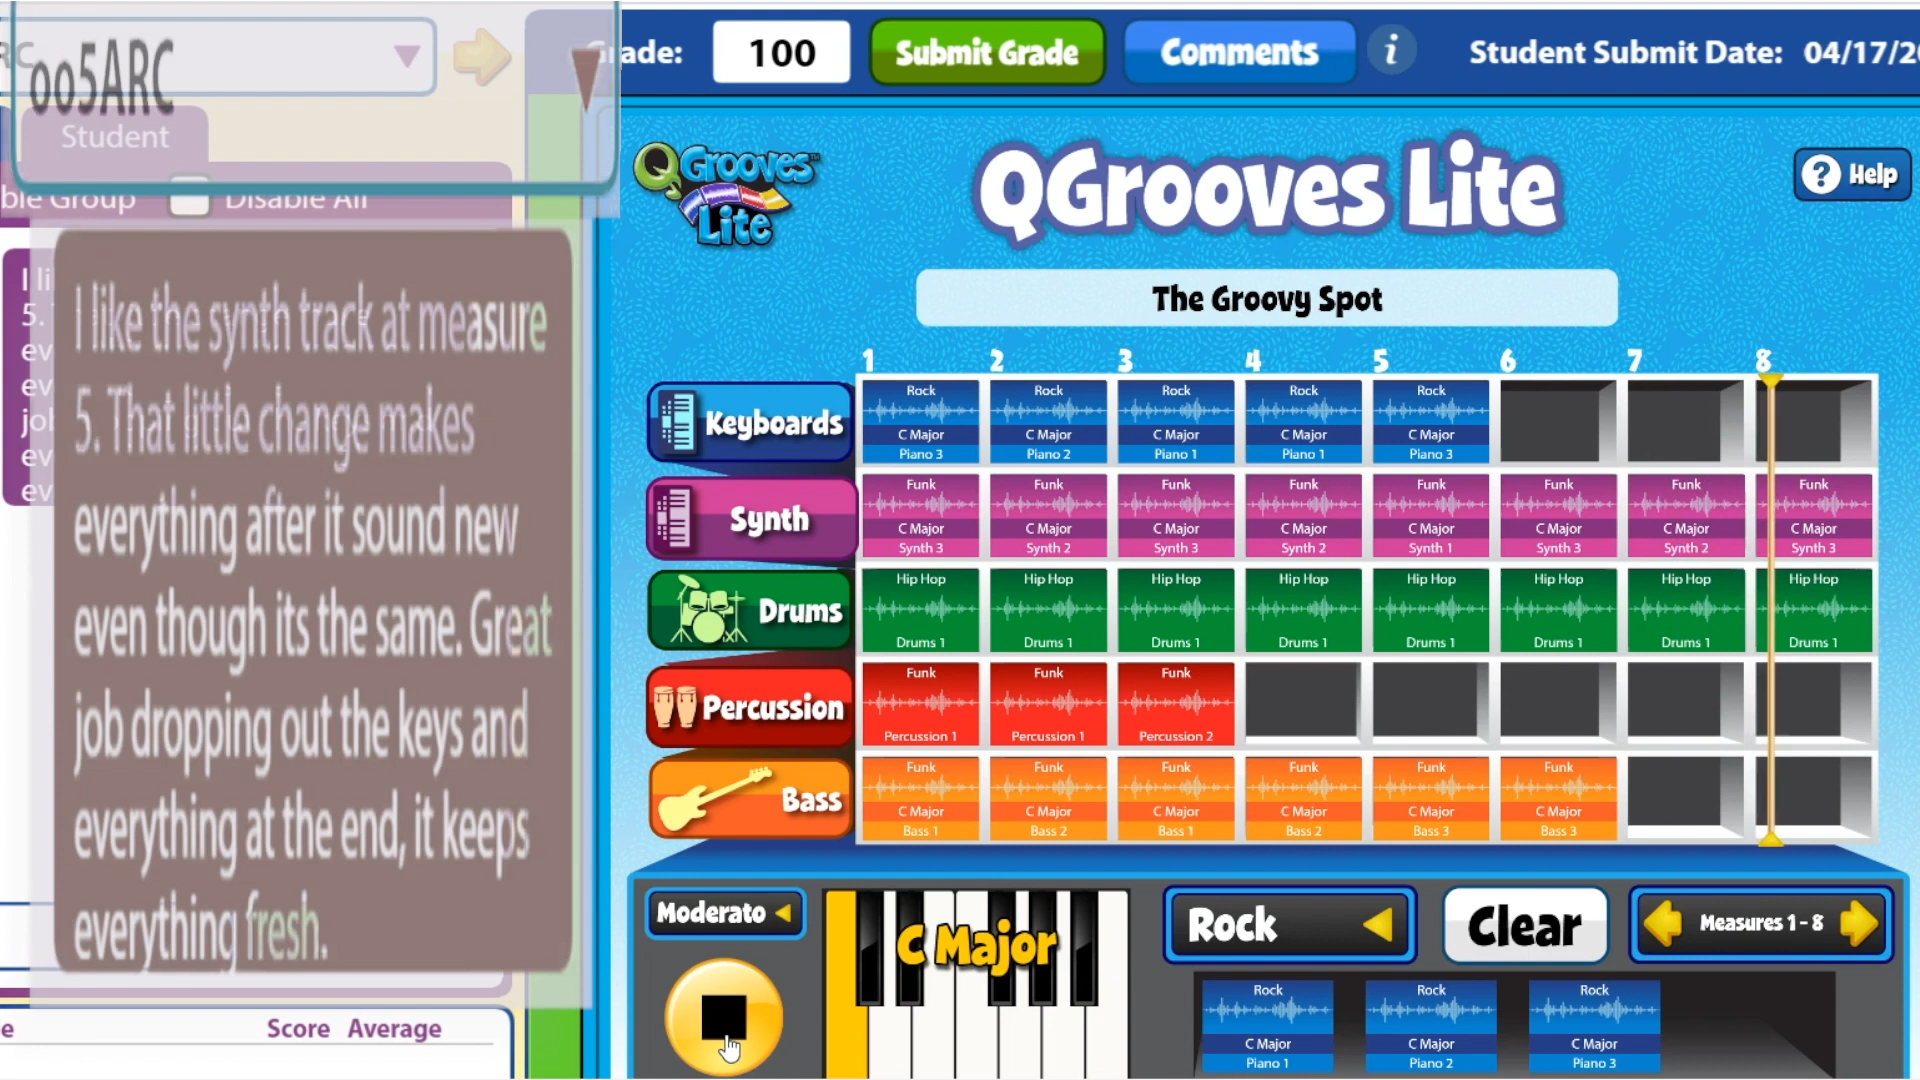 oo5ARC
Student
Disable All
I like the synth track at measure
5. That little change makes
everything after it sound new
even though its the same. Great
job dropping out the keys and
everything at the end, it keeps
everything fresh.
Score Average
100
Submit Grade
Comments
i
Student Submit Date: 04/17/2
QGrooves Lite
QGrooves Lite
? Help
The Groovy Spot
1 2 3 4 5 6 7 8
Keyboards
Rock Rock Rock Rock Rock
C Major C Major C Major C Major C Major
Piano 3 Piano 2 Piano 1 Piano 1 Piano 3
Synth
Funk Funk Funk Funk Funk Funk Funk Funk
C Major C Major C Major C Major C Major C Major C Major C Major
Synth 3 Synth 2 Synth 3 Synth 2 Synth 1 Synth 3 Synth 2 Synth 3
Drums
Hip Hop Hip Hop Hip Hop Hip Hop Hip Hop Hip Hop Hip Hop Hip Hop
Drums 1 Drums 1 Drums 1 Drums 1 Drums 1 Drums 1 Drums 1 Drums 1
Percussion
Funk Funk Funk
Percussion 1 Percussion 1 Percussion 2
Bass
Funk Funk Funk Funk Funk Funk
C Major C Major C Major C Major C Major C Major
Bass 1 Bass 2 Bass 1 Bass 2 Bass 3 Bass 3
Moderato
C Major
Rock
Clear
Measures 1 - 8
Rock Rock Rock
C Major C Major C Major
Piano 1 Piano 2 Piano 3